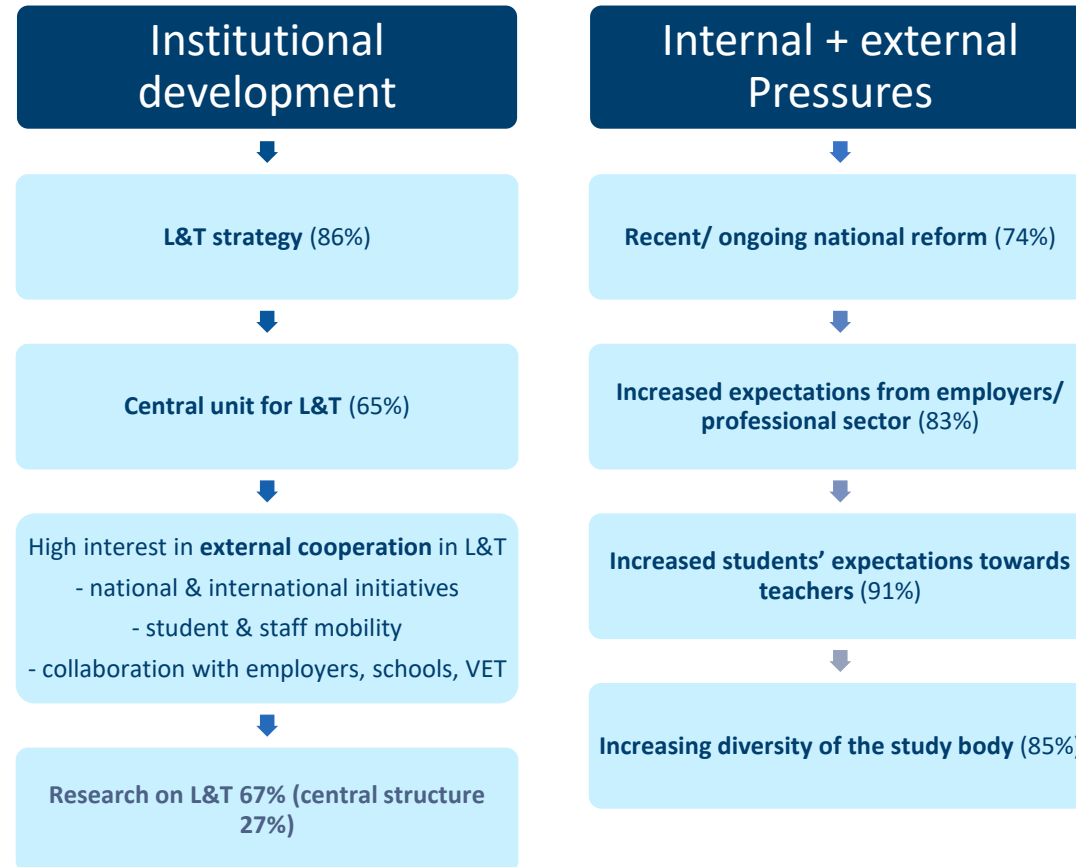 Institutional
development
L&T strategy (86%)
Central unit for L&T (65%)
High interest in external cooperation in L&T
- national & international initiatives
- student & staff mobility
- collaboration with employers, schools, VET
Research on L&T 67% (central structure
27%)
Internal + external
Pressures
Recent/ ongoing national reform (74%)
Increased expectations from employers/
professional sector (83%)
Increased students’ expectations towards
teachers (91%)
Increasing diversity of the study body (85%)